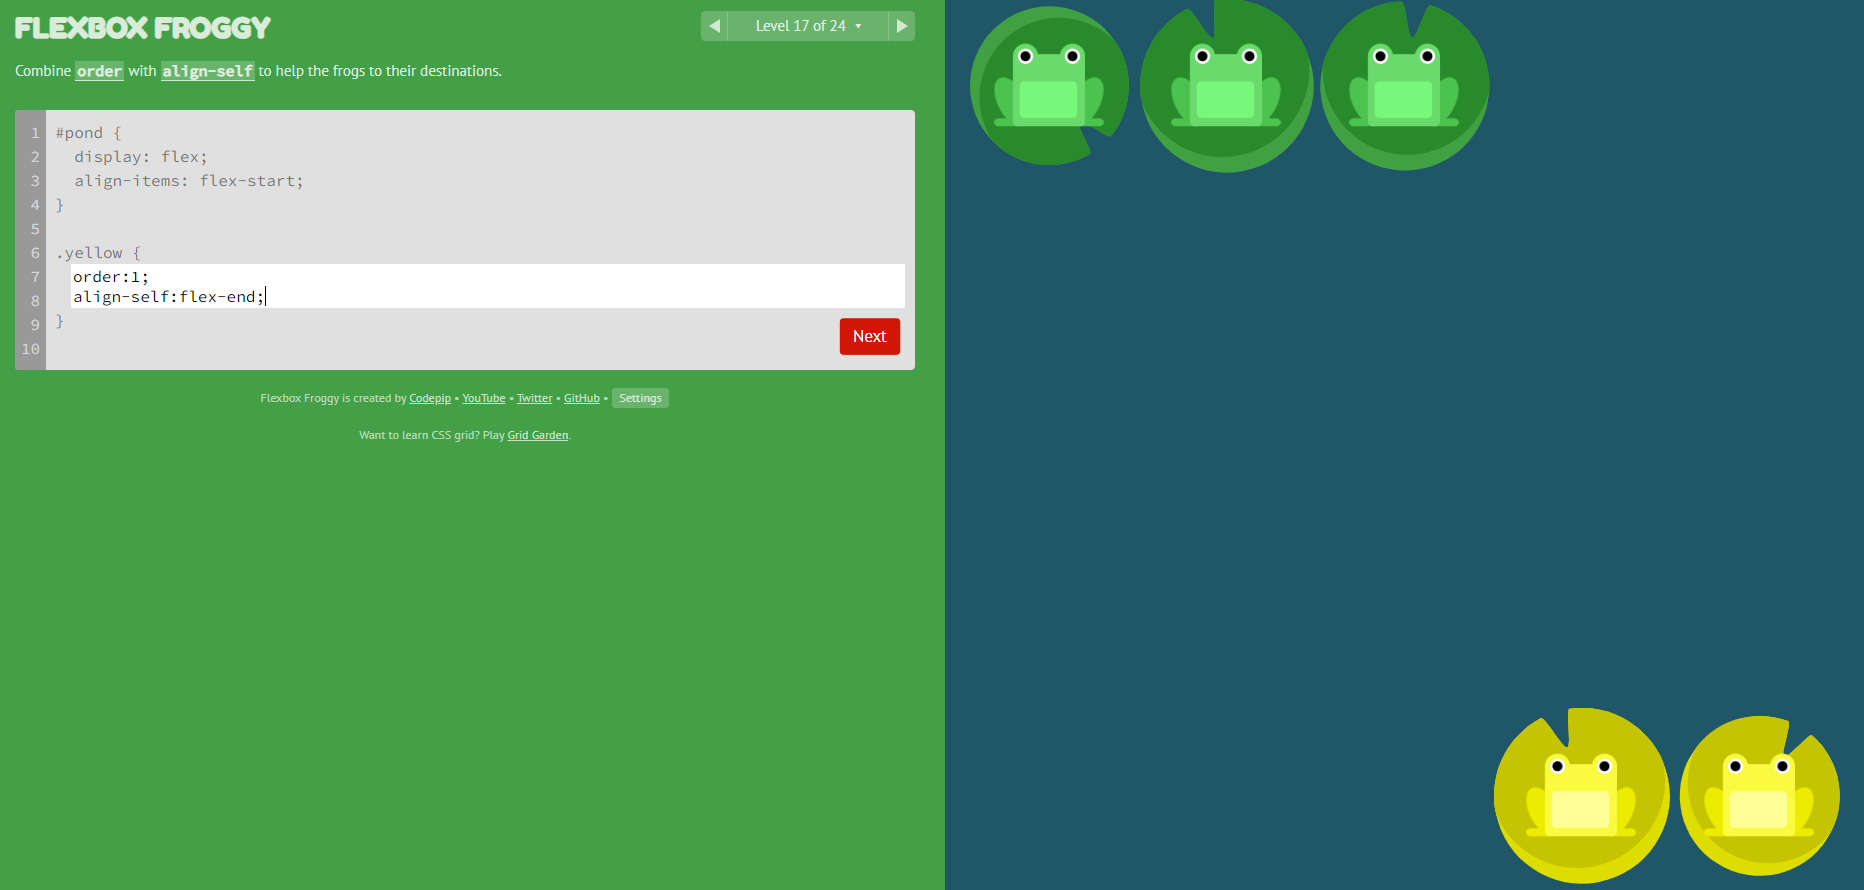 FLEXBOX FROGGY
Level 17 of 24
Combine order with align-self to help the frogs to their destinations.
1 #pond {
2 display: flex;
3 align-items: flex-start;
4 }
5
6 .yellow {
7 order:1;
8 align-self:flex-end;
9 }
10
Next
Flexbox Froggy is created by Codepip • YouTube • Twitter • GitHub • Settings
Want to learn CSS grid? Play Grid Garden.